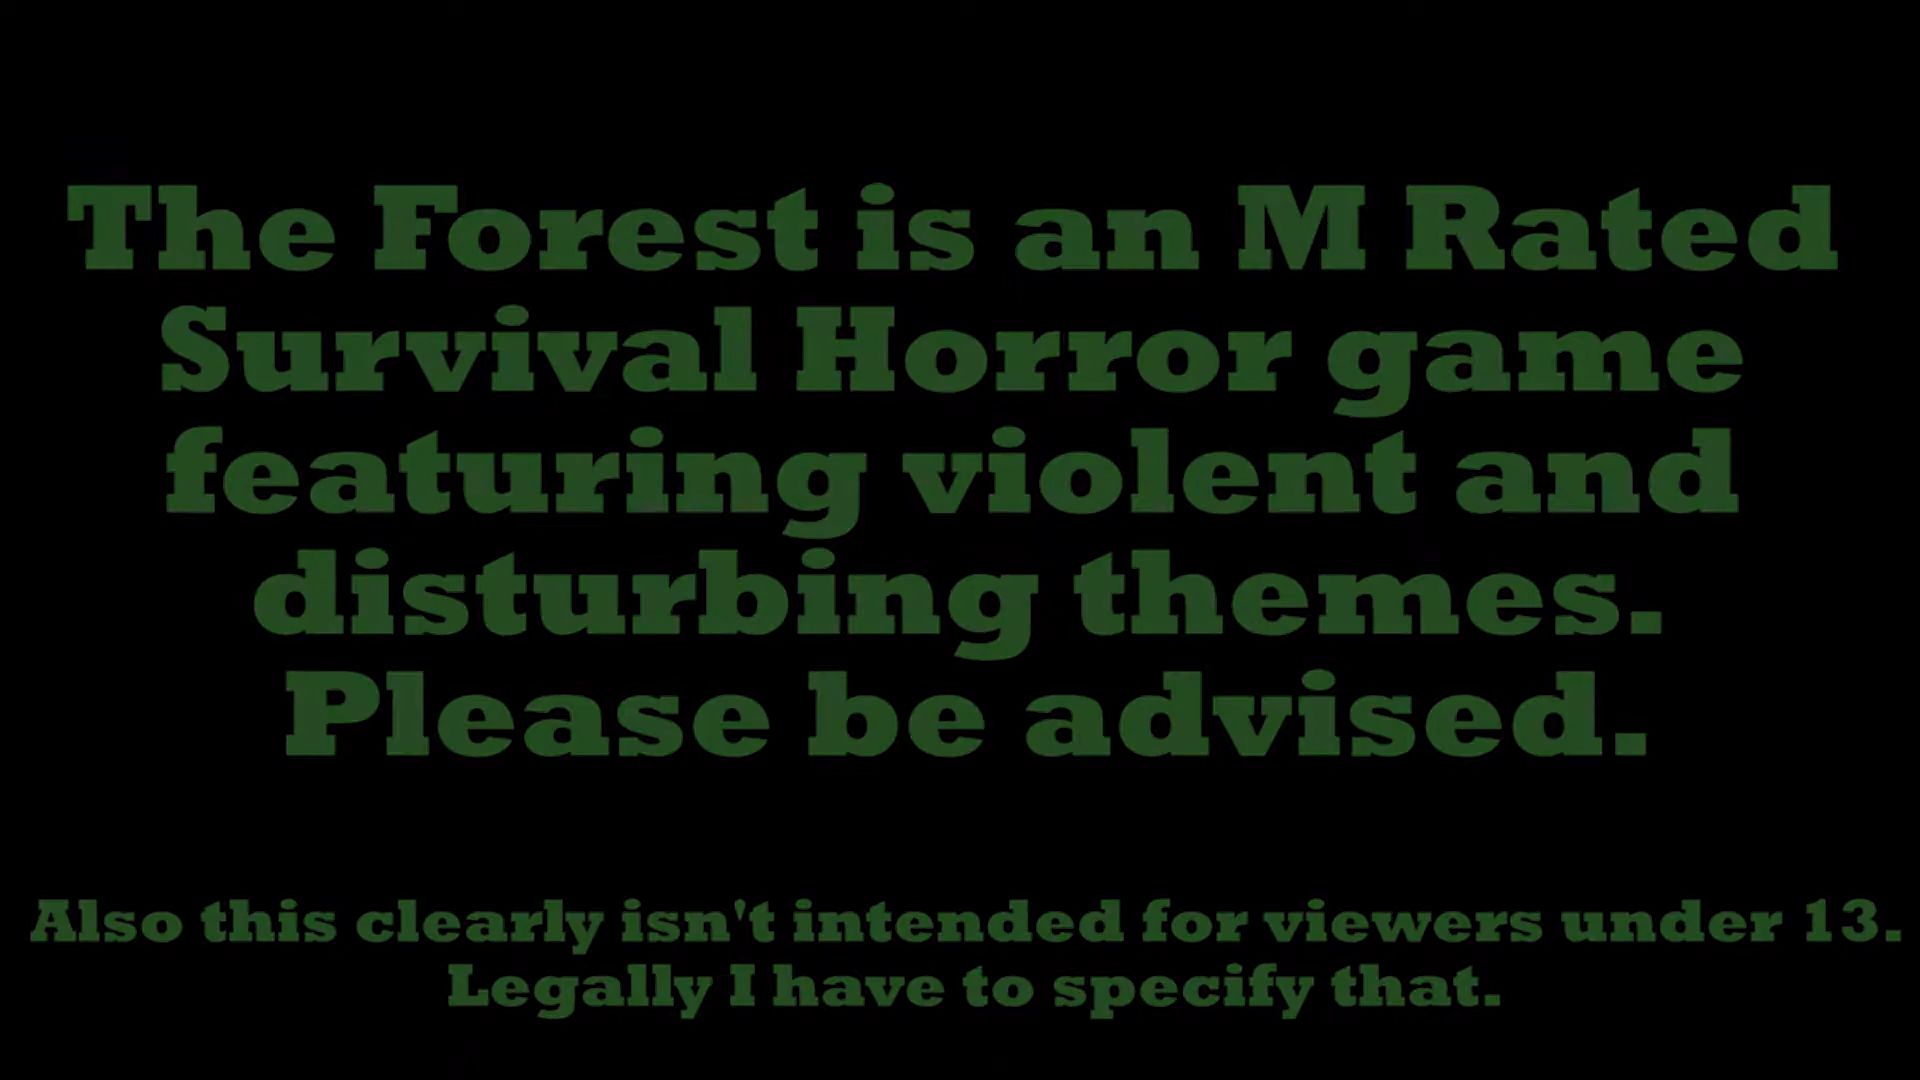 The Forest is an M Rated
Survival Horror game
featuring violent and
disturbing themes.
Please be advised.
Also this clearly isn't intended for viewers under 13.
Legally I have to specify that.